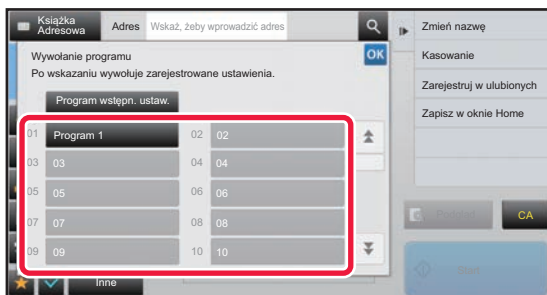 Książka
Adresowa
Adres
Wskaż, żeby wprowadzić adres
Wywołanie programu
OK
Po wskazaniu wywołuje zarejestrowane ustawienia.
Program wstępn. ustaw.
01 Program 1
02 02
03 03
04 04
05 05
06 06
07 07
08 08
09 09
10 10
Inne
Zmień nazwę
Kasowanie
Zarejestruj w ulubionych
Zapisz w oknie Home
CA